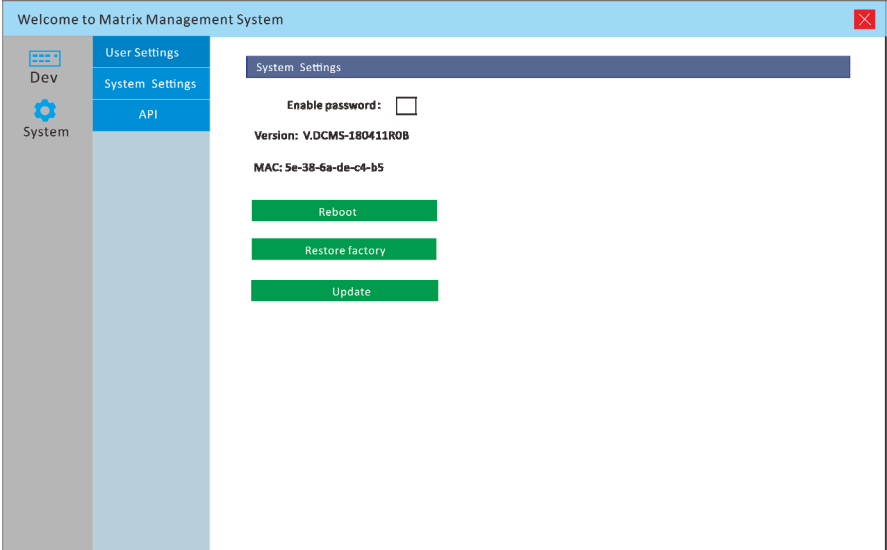 Welcome to Matrix Management System
Dev
System
User Settings
System Settings
API
System Settings
Enable password:
Version: V.DCMS-180411R0B
MAC: 5e-38-6a-de-c4-b5
Reboot
Restore factory
Update